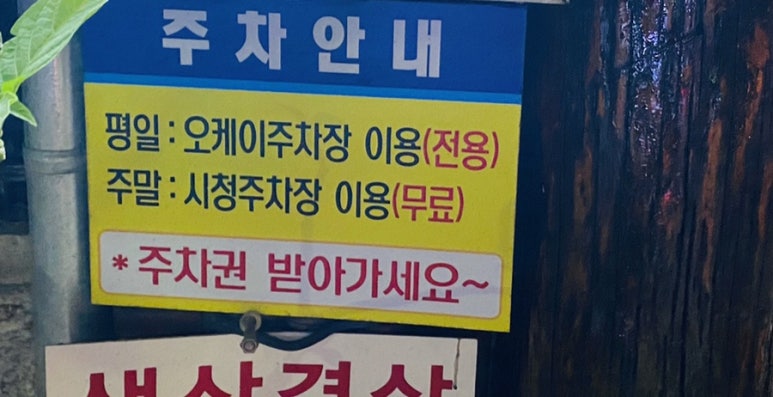 주차안내
평일 : 오케이주차장 이용(전용)
주말 : 시청주차장 이용(무료)
* 주차권 받아가세요~